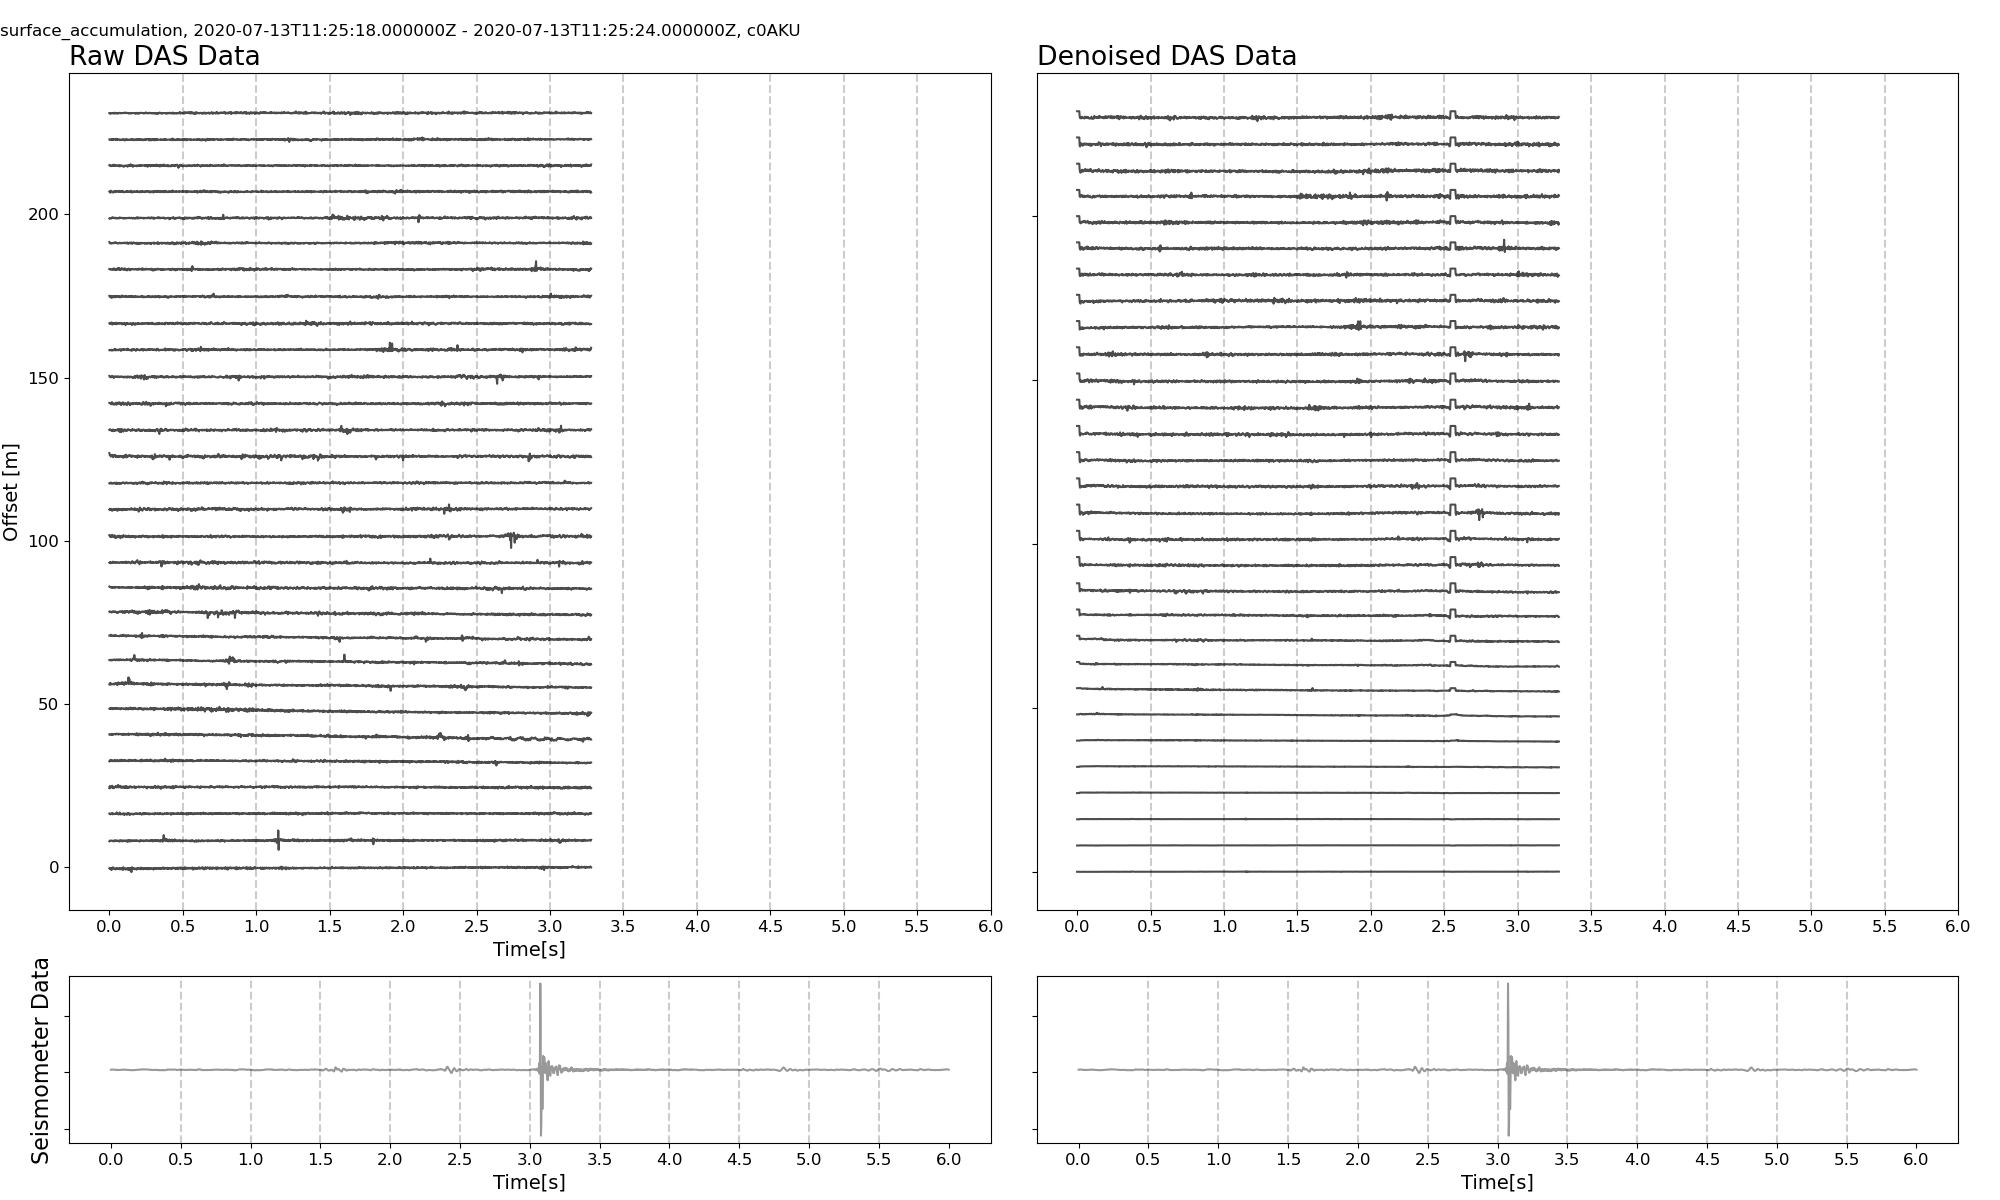 surface_accumulation, 2020-07-13T11:25:18.000000Z - 2020-07-13T11:25:24.000000Z, c0AKU
Raw DAS Data
Denoised DAS Data
Offset [m]
200
150
100
50
0
0.0 0.5 1.0 1.5 2.0 2.5 3.0 3.5 4.0 4.5 5.0 5.5 6.0
Time[s]
0.0 0.5 1.0 1.5 2.0 2.5 3.0 3.5 4.0 4.5 5.0 5.5 6.0
Seismometer Data
0.0 0.5 1.0 1.5 2.0 2.5 3.0 3.5 4.0 4.5 5.0 5.5 6.0
Time[s]
0.0 0.5 1.0 1.5 2.0 2.5 3.0 3.5 4.0 4.5 5.0 5.5 6.0
Time[s]